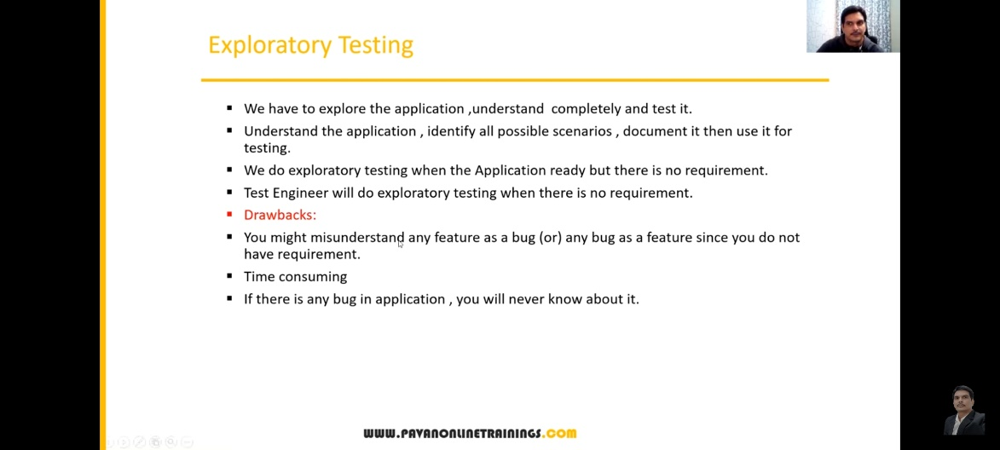 Exploratory Testing
We have to explore the application ,understand  completely and test it.
Understand the application , identify all possible scenarios , document it then use it for
testing.
We do exploratory testing when the Application ready but there is no requirement.
Test Engineer will do exploratory testing when there is no requirement.
Drawbacks:
You might misunderstand any feature as a bug (or) any bug as a feature since you do not
have requirement.
Time consuming
If there is any bug in application , you will never know about it.
WWW.PAVANONLINETRAININGS.COM